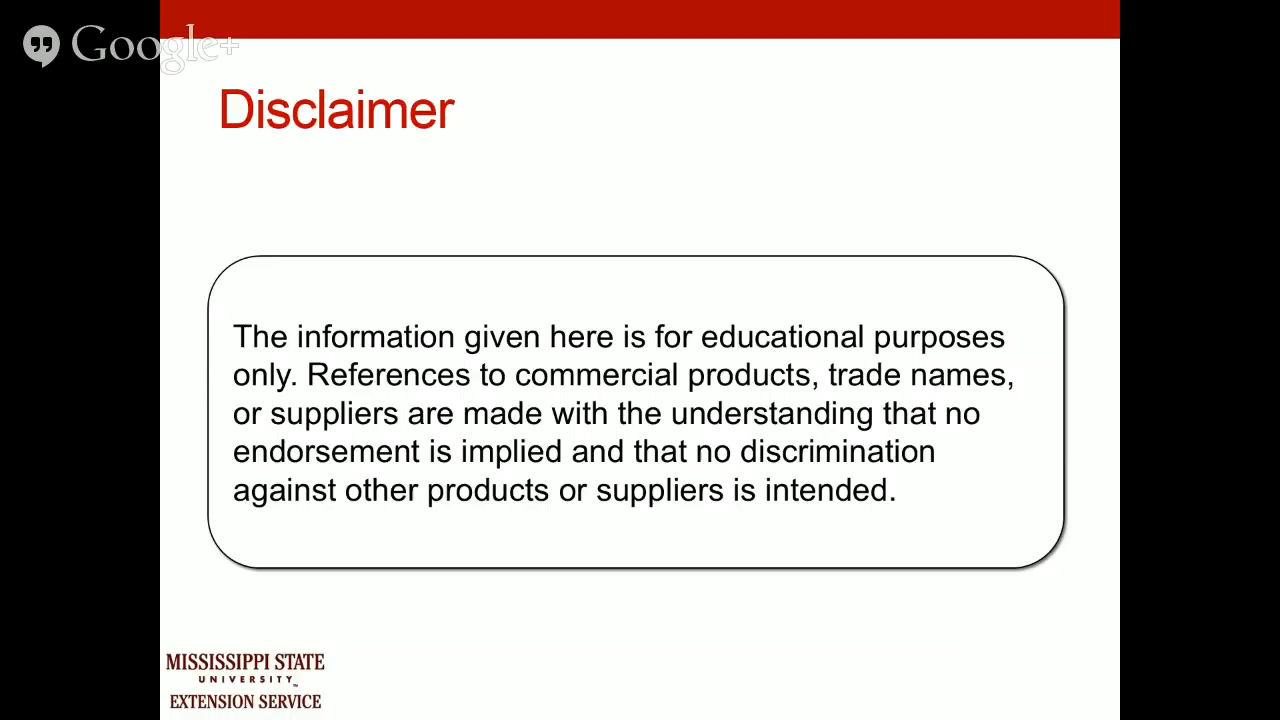 Google+
Disclaimer
The information given here is for educational purposes
only. References to commercial products, trade names,
or suppliers are made with the understanding that no
endorsement is implied and that no discrimination
against other products or suppliers is intended.
MISSISSIPPI STATE
UNIVERSITY™
EXTENSION SERVICE